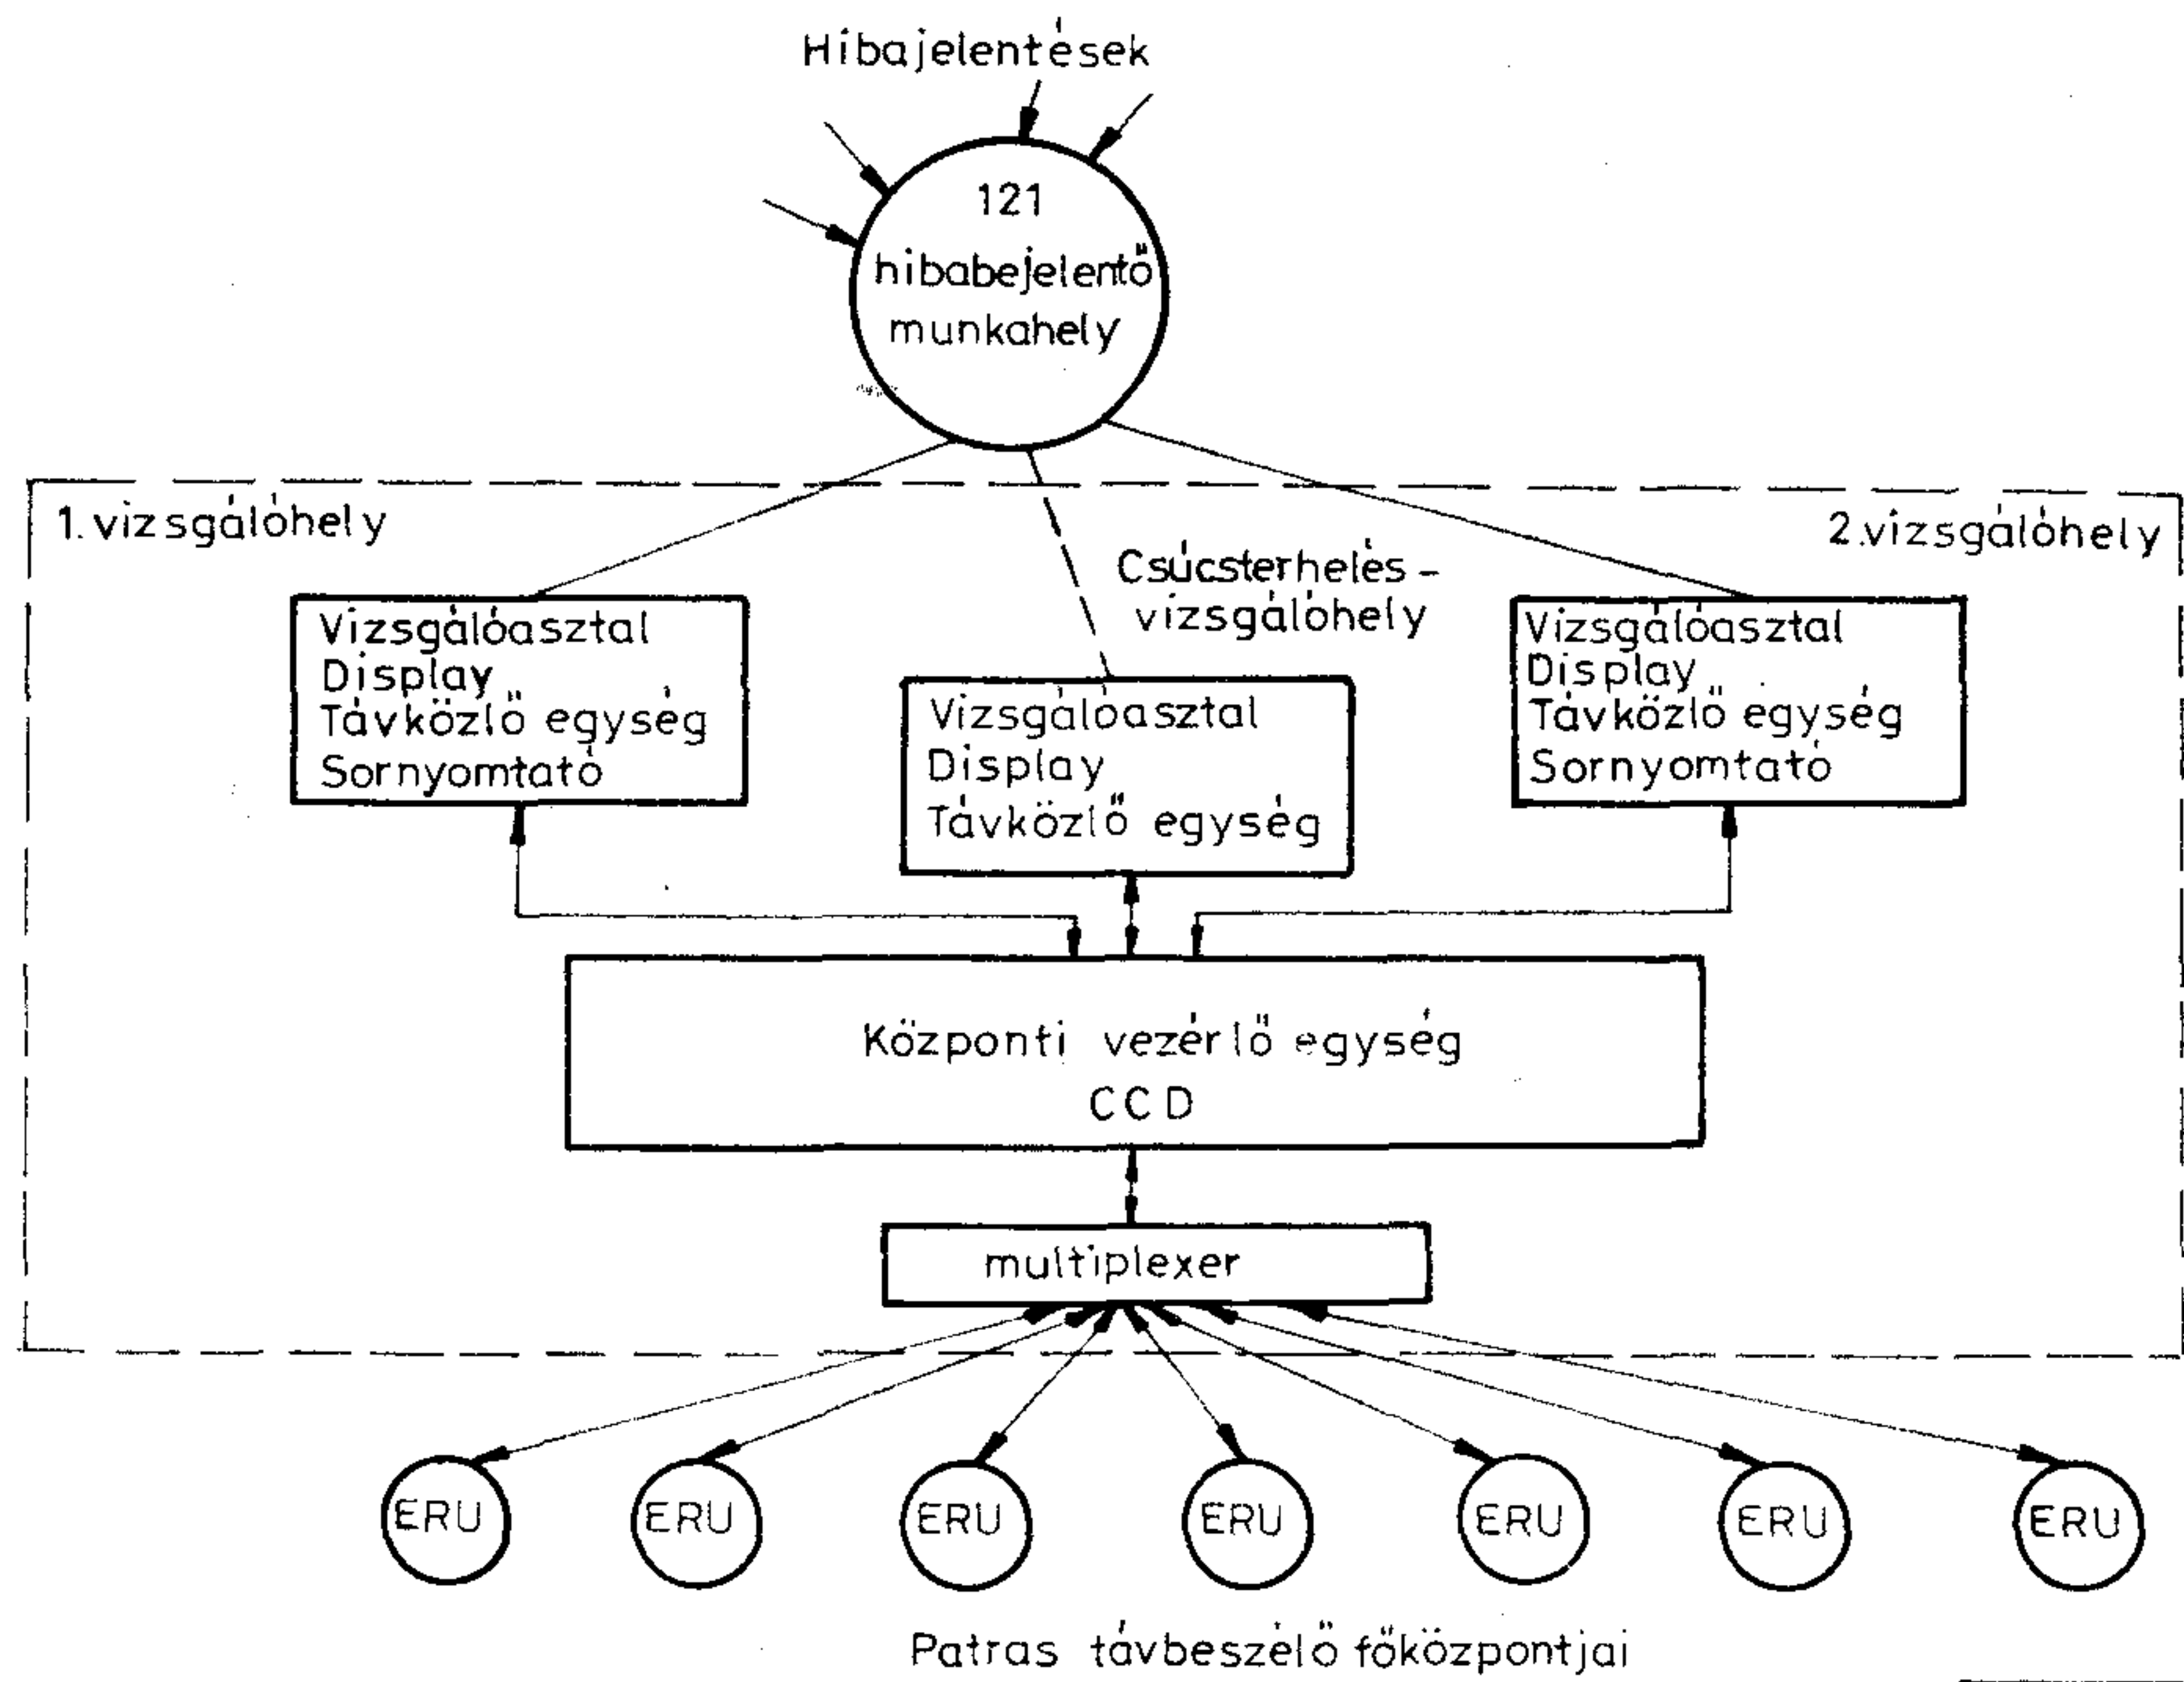 Hibajelentések
121
hibabejelentő
munkahely
1. vizsgálóhely
2. vizsgálóhely
Csúcsterhelés -
vizsgálóhely
Vizsgálóasztal
Display
Távközlő egység
Sornyomtató
Vizsgálóasztal
Display
Távközlő egység
Vizsgálóasztal
Display
Távközlő egység
Sornyomtató
Központi vezérlő egység
CCD
multiplexer
ERU
ERU
ERU
ERU
ERU
ERU
ERU
Patras távbeszélő főközpontjai